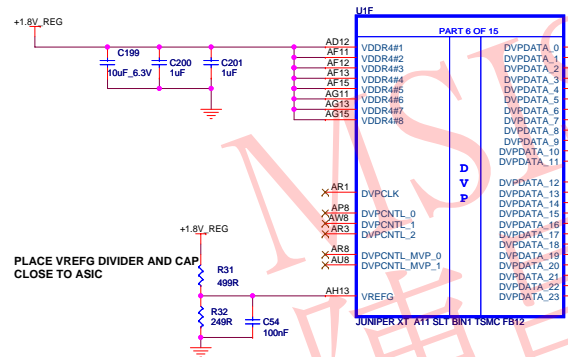 U1F
+1.8V_REG
PART 6 OF 15
AD12 VDDR4#1 DVPDATA_0
AF11 VDDR4#2 DVPDATA_1
AF12 VDDR4#3 DVPDATA_2
AF13 VDDR4#4 DVPDATA_3
AF15 VDDR4#5 DVPDATA_4
AG11 VDDR4#6 DVPDATA_5
AG13 VDDR4#7 DVPDATA_6
AG15 VDDR4#8 DVPDATA_7
C199
10uF_6.3V
C200
1uF
C201
1uF
DVPDATA_8
DVPDATA_9
DVPDATA_10
DVPDATA_11
DVP
AR1 DVPCLK DVPDATA_12
DVPDATA_13
AP8 DVPCNTL_0 DVPDATA_14
AW8 DVPCNTL_1 DVPDATA_15
AR3 DVPCNTL_2 DVPDATA_16
DVPDATA_17
AR8 DVPCNTL_MVP_0 DVPDATA_18
AU8 DVPCNTL_MVP_1 DVPDATA_19
DVPDATA_20
DVPDATA_21
DVPDATA_22
AH13 VREFG DVPDATA_23
+1.8V_REG
PLACE VREFG DIVIDER AND CAP
CLOSE TO ASIC
R31
499R
R32
249R
C54
100nF
JUNIPER XT A11 SLT BIN1 TSMC FB12
MSI